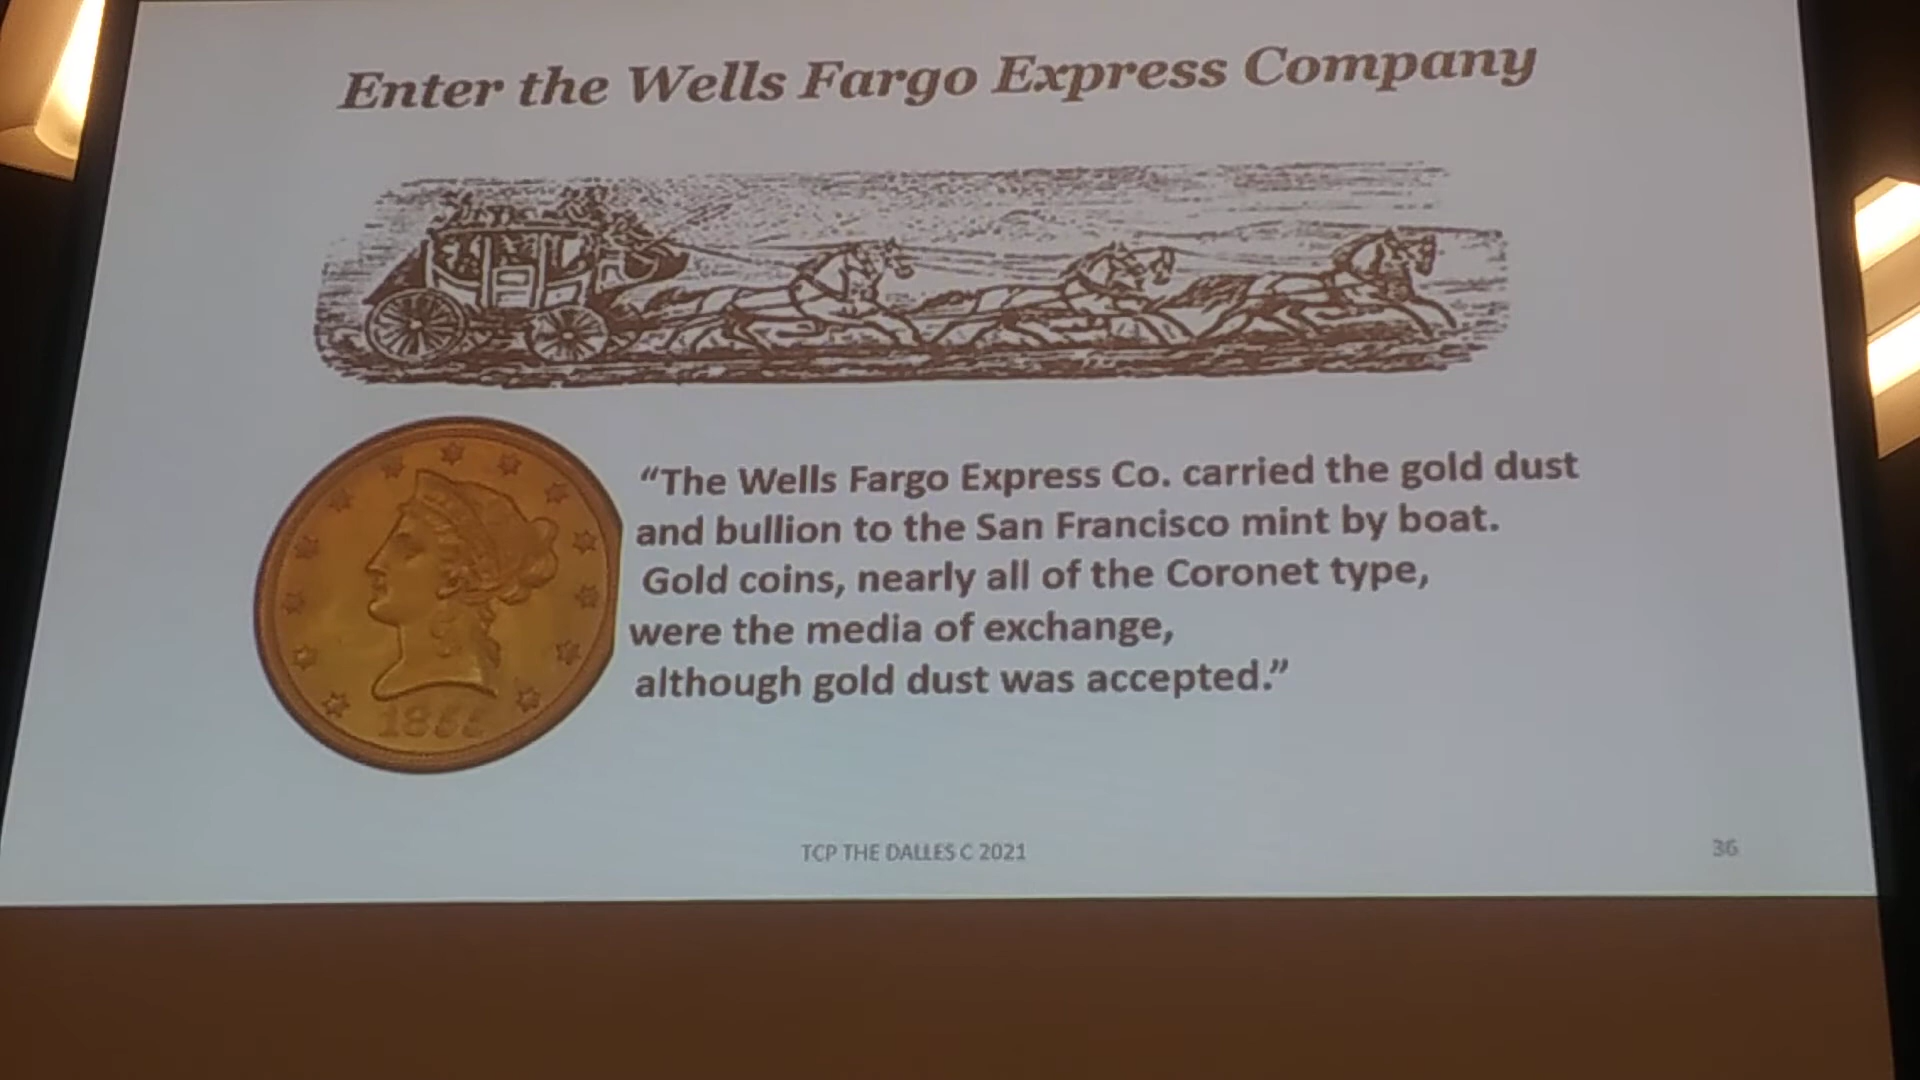 Enter the Wells Fargo Express Company
“The Wells Fargo Express Co. carried the gold dust
and bullion to the San Francisco mint by boat.
Gold coins, nearly all of the Coronet type,
were the media of exchange,
although gold dust was accepted.”
TCP THE DALLES C 2021
36